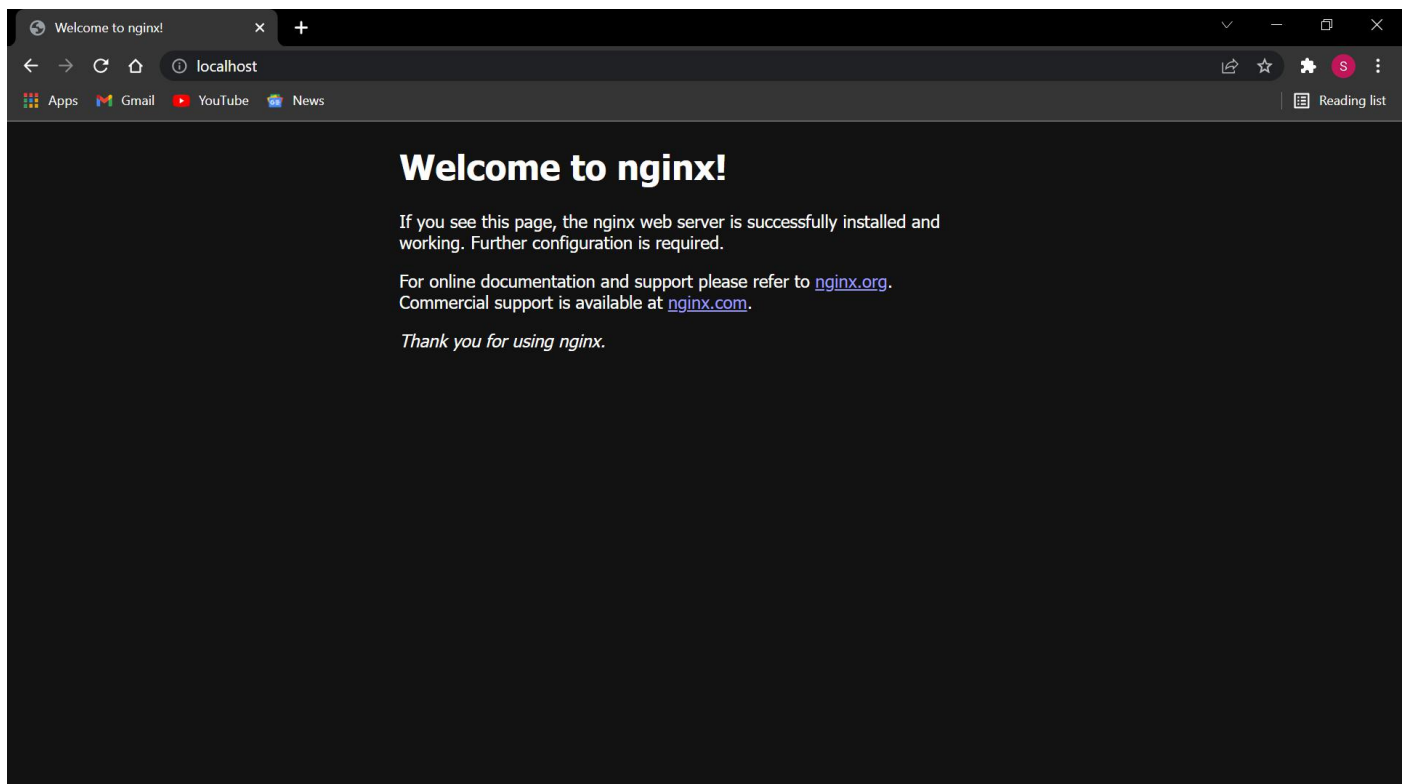 Welcome to nginx!
localhost
S
Apps Gmail YouTube News Reading list
Welcome to nginx!
If you see this page, the nginx web server is successfully installed and
working. Further configuration is required.
For online documentation and support please refer to nginx.org.
Commercial support is available at nginx.com.
Thank you for using nginx.